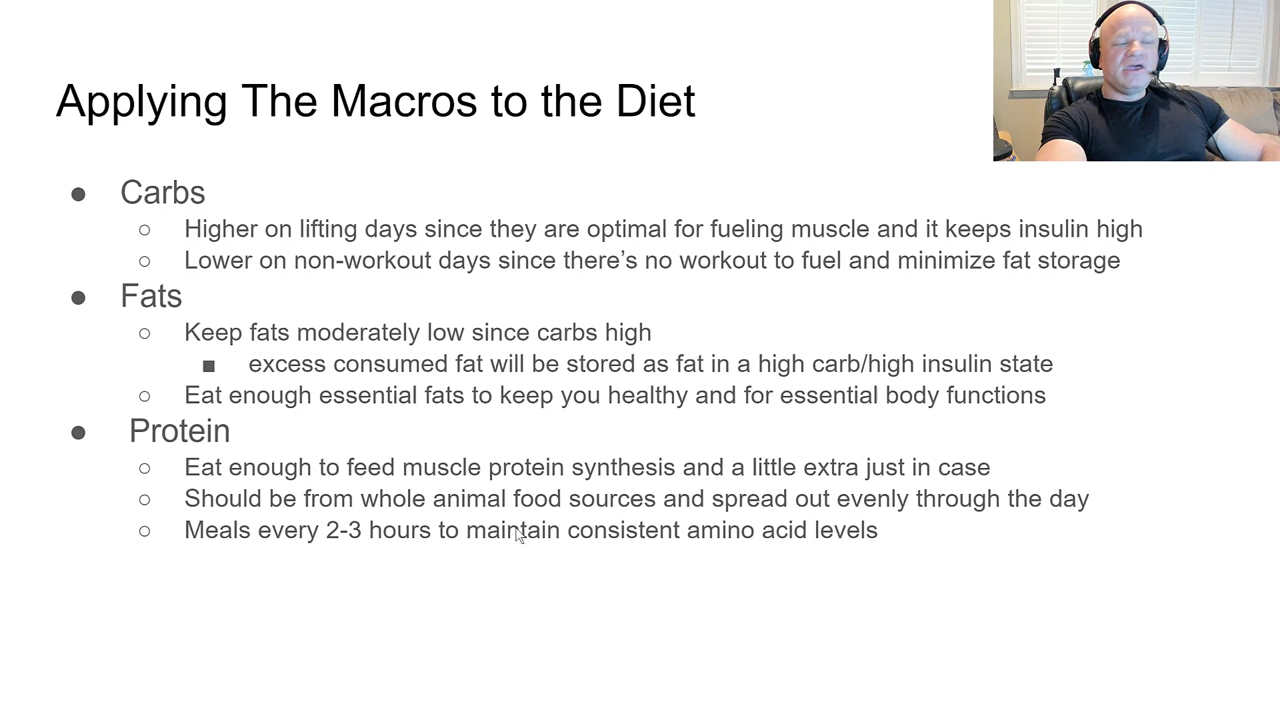 Applying The Macros to the Diet
● Carbs
○ Higher on lifting days since they are optimal for fueling muscle and it keeps insulin high
○ Lower on non-workout days since there’s no workout to fuel and minimize fat storage
● Fats
○ Keep fats moderately low since carbs high
■ excess consumed fat will be stored as fat in a high carb/high insulin state
○ Eat enough essential fats to keep you healthy and for essential body functions
● Protein
○ Eat enough to feed muscle protein synthesis and a little extra just in case
○ Should be from whole animal food sources and spread out evenly through the day
○ Meals every 2-3 hours to maintain consistent amino acid levels